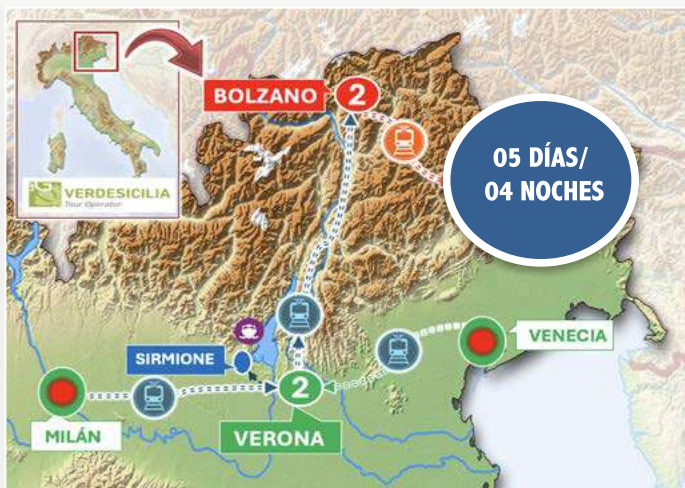 BOLZANO
2
05 DÍAS/
04 NOCHES
VERDESICILIA
Tour Operator
VENECIA
SIRMIONE
2
MILÁN
VERONA